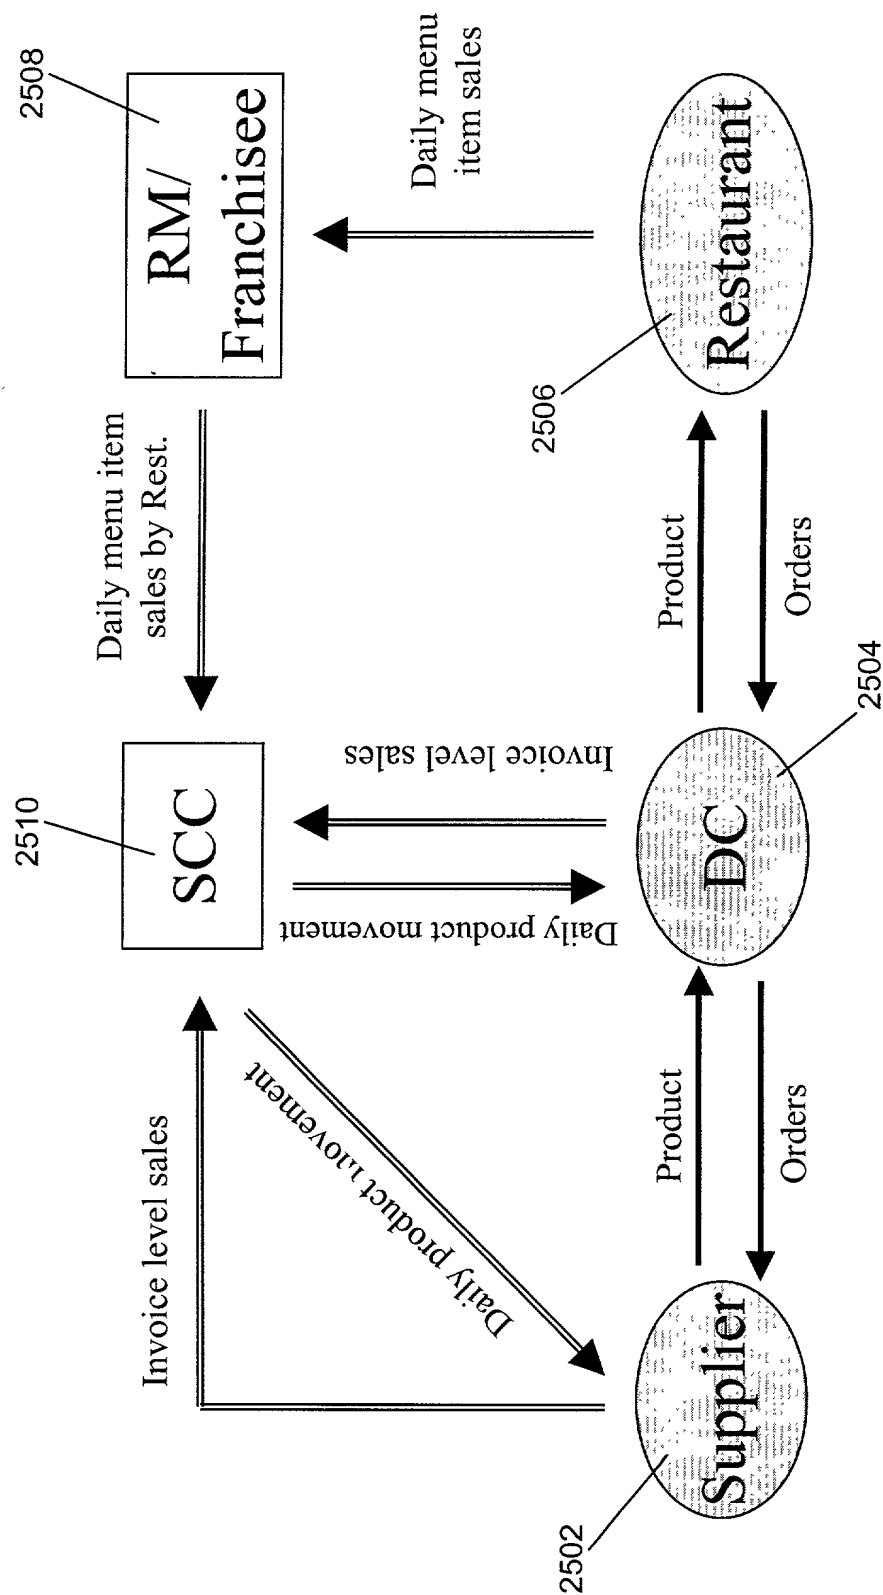 2510
2508
SCC
RM/
Franchisee
Invoice level sales
Daily menu item
sales by Rest.
Daily product movement
Daily product movement
Invoice level sales
Daily menu
item sales
2502
Supplier
Product
Orders
DC
2504
Product
Orders
2506
Restaurant